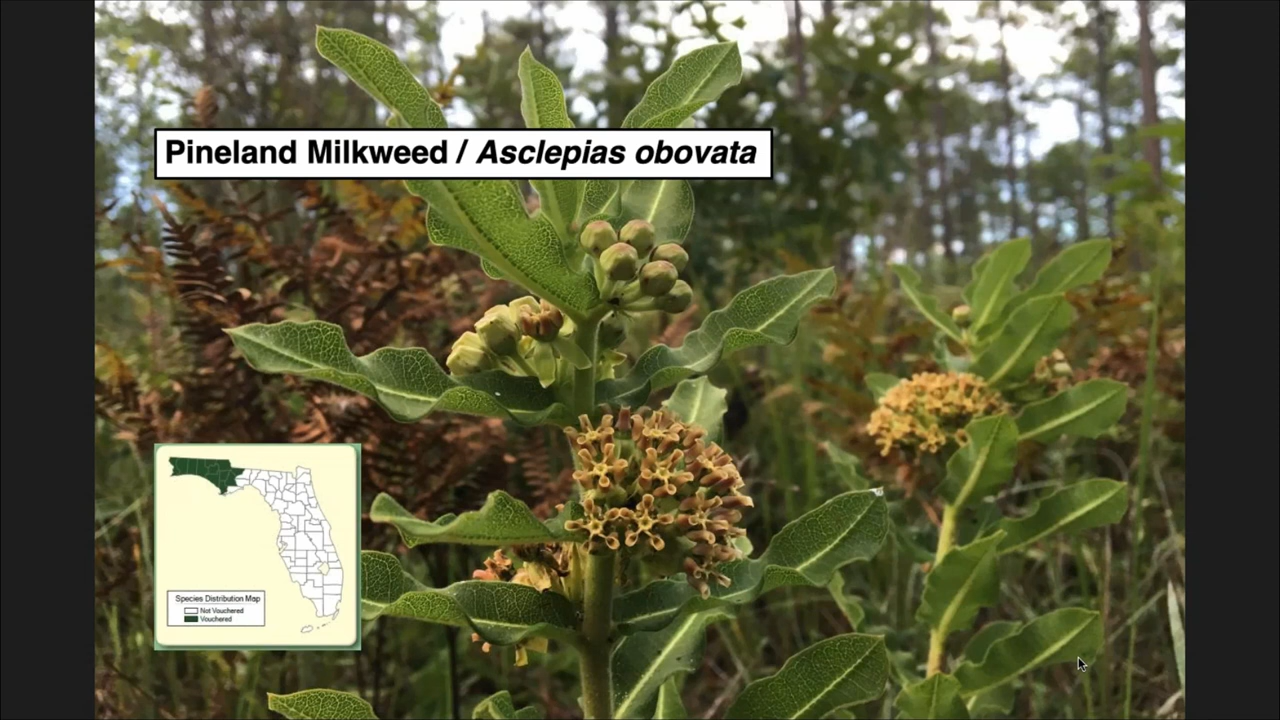 Pineland Milkweed / Asclepias obovata
Species Distribution Map
Not Vouchered
Vouchered